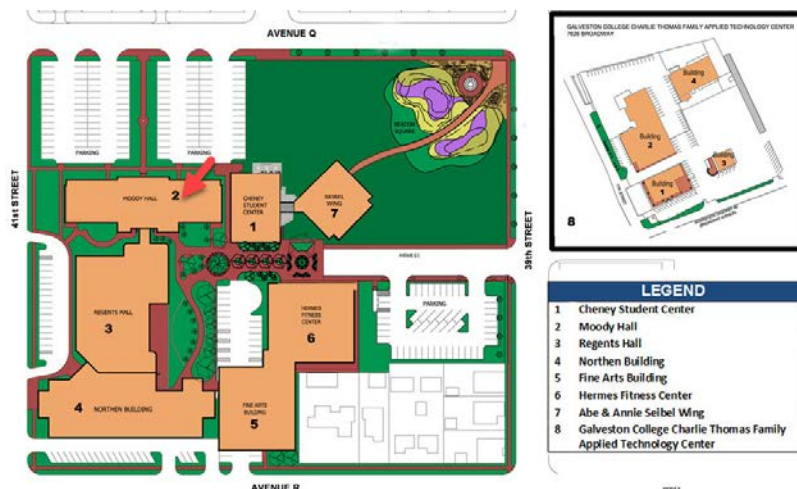 AVENUE Q
41st STREET
PARKING
PARKING
BEACON
SQUARE
MOODY HALL
2
CHENEY
STUDENT
CENTER
1
SEIBEL
WING
7
39th STREET
REGENTS HALL
3
HERMES
FITNESS
CENTER
6
PARKING
4
NORTHEN BUILDING
FINE ARTS
BUILDING
5
AVENUE R
GALVESTON COLLEGE CHARLIE THOMAS FAMILY APPLIED TECHNOLOGY CENTER
7626 BROADWAY
Building
4
Building
2
Building
3
Building
1
8
LEGEND
1 Cheney Student Center
2 Moody Hall
3 Regents Hall
4 Northen Building
5 Fine Arts Building
6 Hermes Fitness Center
7 Abe & Annie Seibel Wing
8 Galveston College Charlie Thomas Family
Applied Technology Center